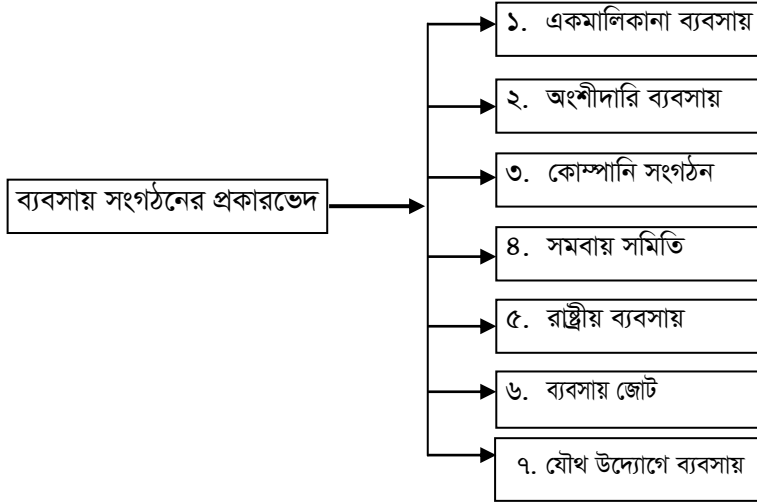 ব্যবসায় সংগঠনের প্রকারভেদ
১. একমালিকানা ব্যবসায়
২. অংশীদারি ব্যবসায়
৩. কোম্পানি সংগঠন
৪. সমবায় সমিতি
৫. রাষ্ট্রীয় ব্যবসায়
৬. ব্যবসায় জোট
৭. যৌথ উদ্যোগে ব্যবসায়